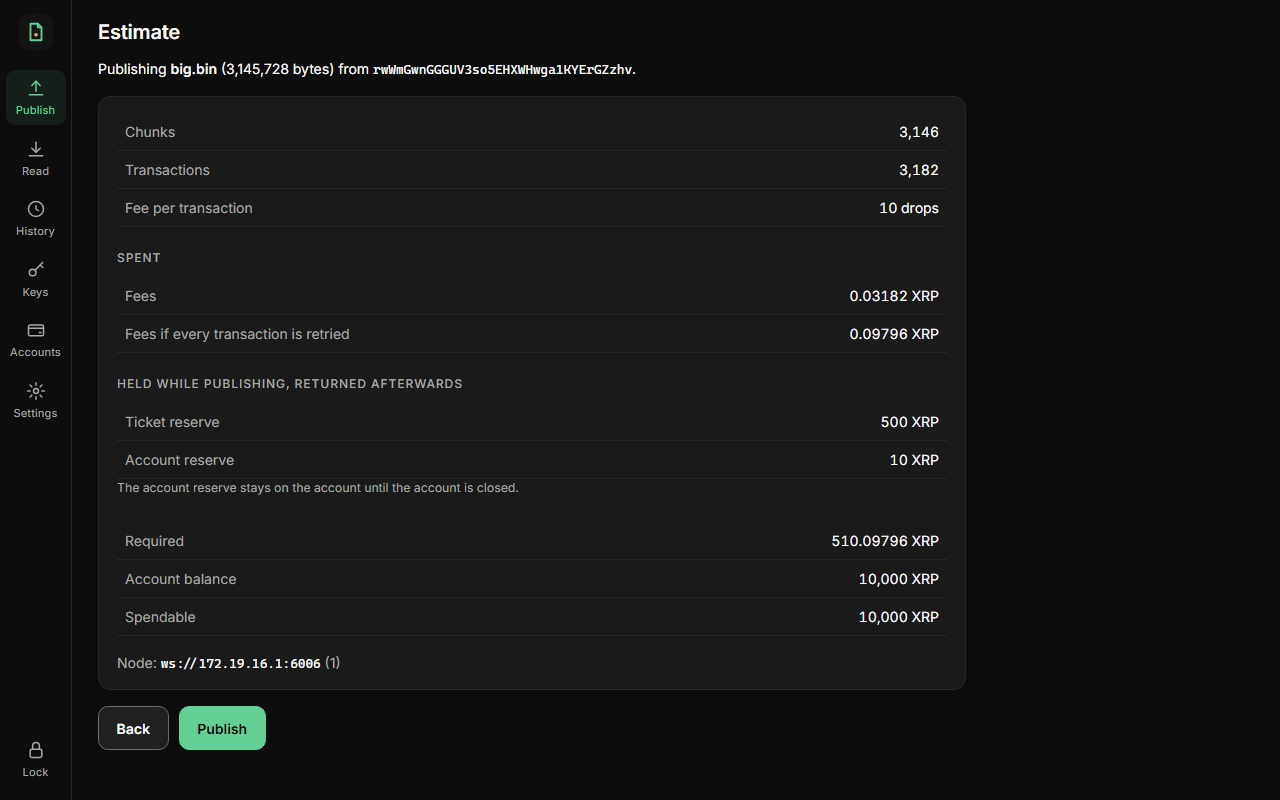 Estimate
Publishing big.bin (3,145,728 bytes) from rwWmGwnGGGUV3so5EHXWHwga1KYErGZzhv.
Publish
Read
History
Keys
Accounts
Settings
Lock
Chunks 3,146
Transactions 3,182
Fee per transaction 10 drops
SPENT
Fees 0.03182 XRP
Fees if every transaction is retried 0.09796 XRP
HELD WHILE PUBLISHING, RETURNED AFTERWARDS
Ticket reserve 500 XRP
Account reserve 10 XRP
The account reserve stays on the account until the account is closed.
Required 510.09796 XRP
Account balance 10,000 XRP
Spendable 10,000 XRP
Node: ws://172.19.16.1:6006 (1)
Back Publish